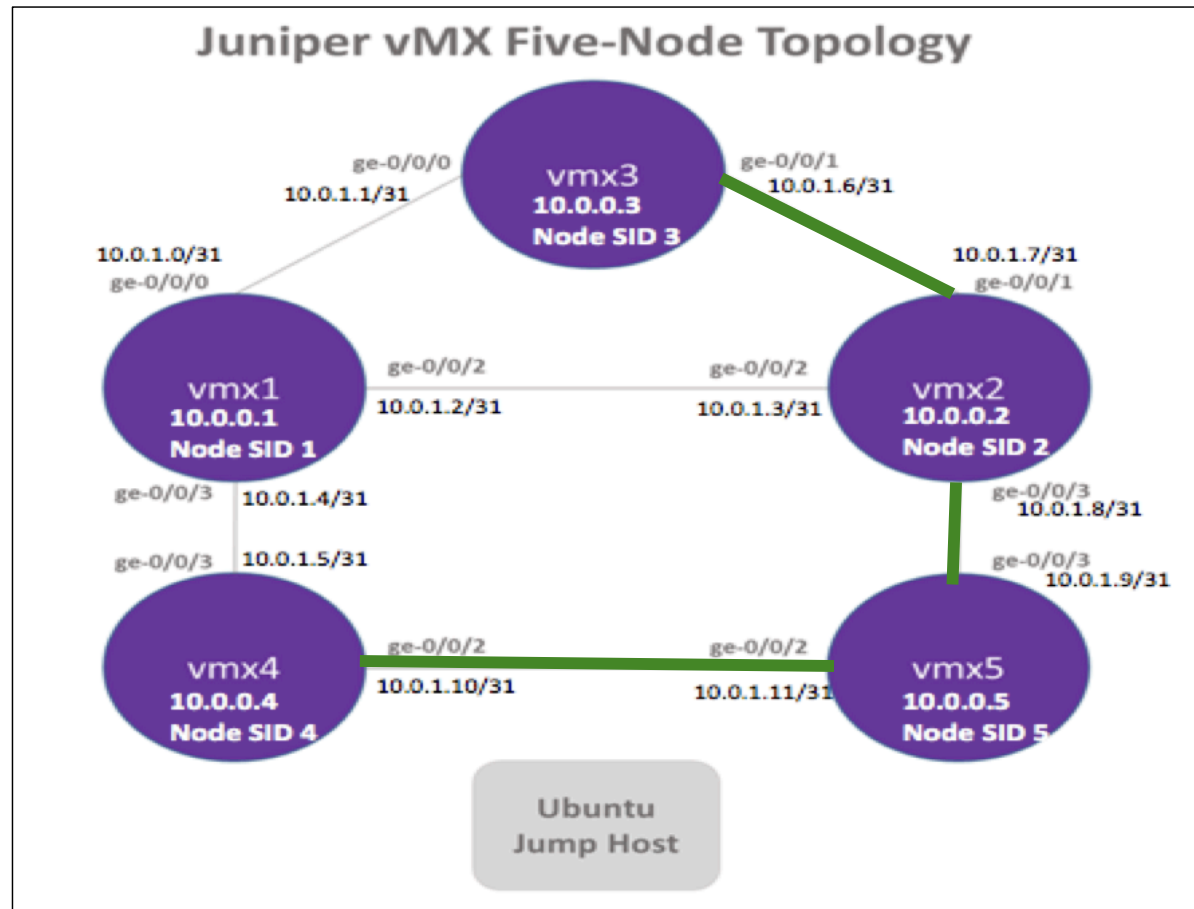 Juniper vMX Five-Node Topology
ge-0/0/0
10.0.1.1/31
vmx3
10.0.0.3
Node SID 3
ge-0/0/1
10.0.1.6/31
10.0.1.0/31
ge-0/0/0
10.0.1.7/31
ge-0/0/1
vmx1
10.0.0.1
Node SID 1
ge-0/0/2
10.0.1.2/31
ge-0/0/2
10.0.1.3/31
vmx2
10.0.0.2
Node SID 2
ge-0/0/3
10.0.1.4/31
ge-0/0/3
10.0.1.8/31
ge-0/0/3
10.0.1.5/31
ge-0/0/3
10.0.1.9/31
vmx4
10.0.0.4
Node SID 4
ge-0/0/2
10.0.1.10/31
ge-0/0/2
10.0.1.11/31
vmx5
10.0.0.5
Node SID 5
Ubuntu
Jump Host